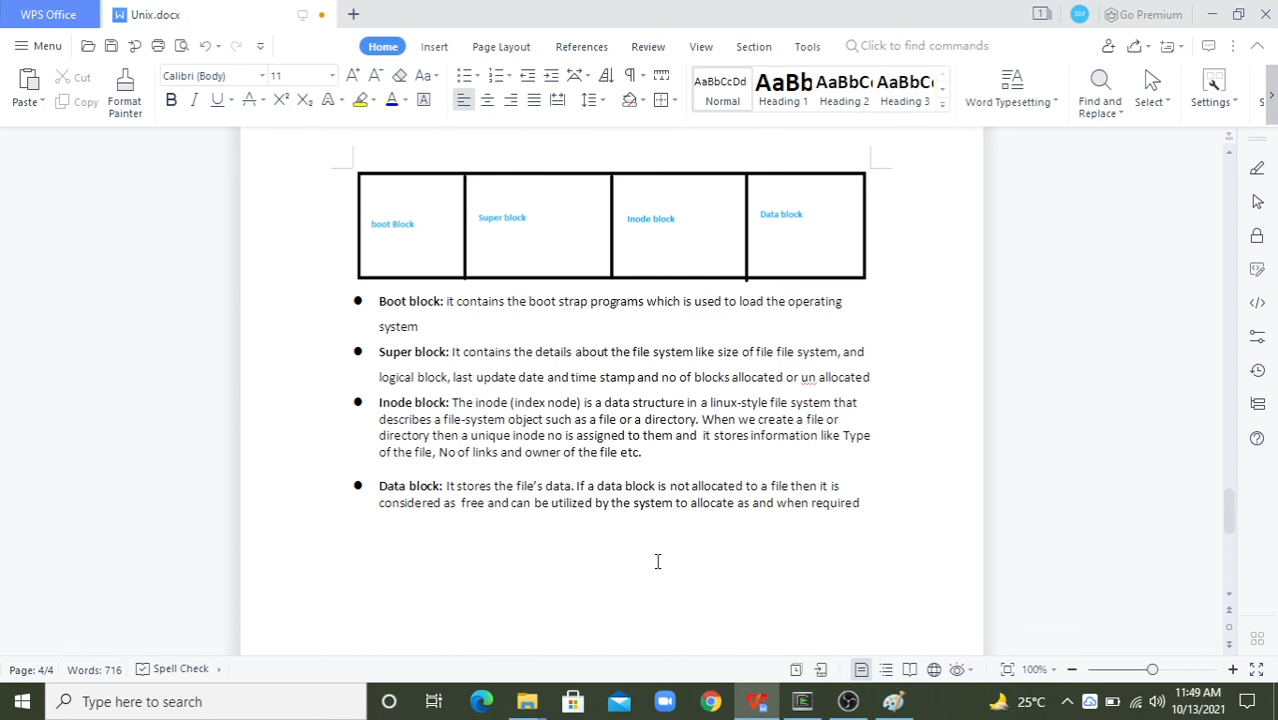 WPS Office Unix.docx Go Premium
Menu Home Insert Page Layout References Review View Section Tools Click to find commands
Paste Cut Copy Format Painter Calibri (Body) 11 AaBbCcDd Normal AaBb Heading 1 AaBbC Heading 2 AaBbC Heading 3 Word Typesetting Find and Replace Select Settings
boot Block Super block Inode block Data block
Boot block: it contains the boot strap programs which is used to load the operating
system
Super block: It contains the details about the file system like size of file file system, and
logical block, last update date and time stamp and no of blocks allocated or un allocated
Inode block: The inode (index node) is a data structure in a linux-style file system that
describes a file-system object such as a file or a directory. When we create a file or
directory then a unique inode no is assigned to them and it stores information like Type
of the file, No of links and owner of the file etc.
Data block: It stores the file's data. If a data block is not allocated to a file then it is
considered as free and can be utilized by the system to allocate as and when required
Page: 4/4 Words: 716 Spell Check 100%
Type here to search 25°C 11:49 AM
10/13/2021